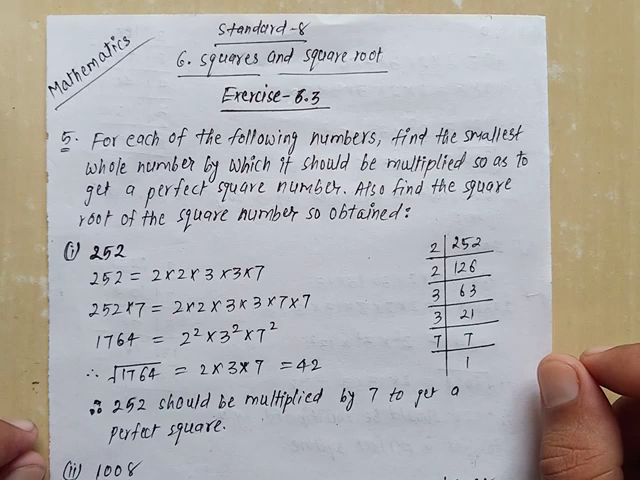 Mathematics
Standard-8
6. Squares and square root
Exercise-6.3
5. For each of the following numbers, find the smallest
whole number by which it should be multiplied so as to
get a perfect square number. Also find the square
root of the square number so obtained:
(i) 252
252 = 2×2×3×3×7
252×7 = 2×2×3×3×7×7
1764 = 2²×3²×7²
∴ √1764 = 2×3×7 = 42
∴ 252 should be multiplied by 7 to get a
perfect square.
2 | 252
2 | 126
3 | 63
3 | 21
7 | 7
| 1
(ii) 1008